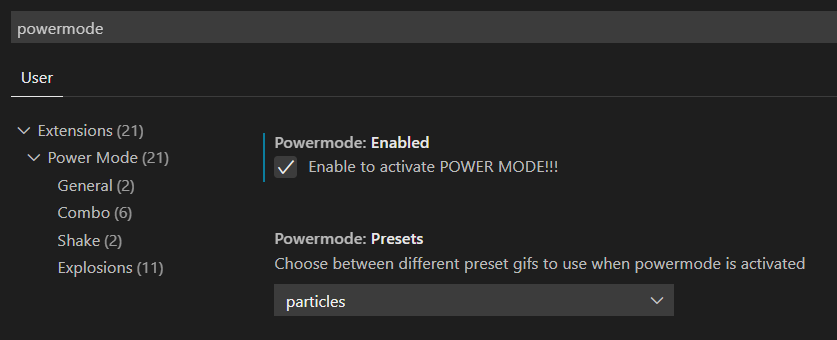 powermode
User
Extensions (21)
Power Mode (21)
General (2)
Combo (6)
Shake (2)
Explosions (11)
Powermode: Enabled
Enable to activate POWER MODE!!!
Powermode: Presets
Choose between different preset gifs to use when powermode is activated
particles